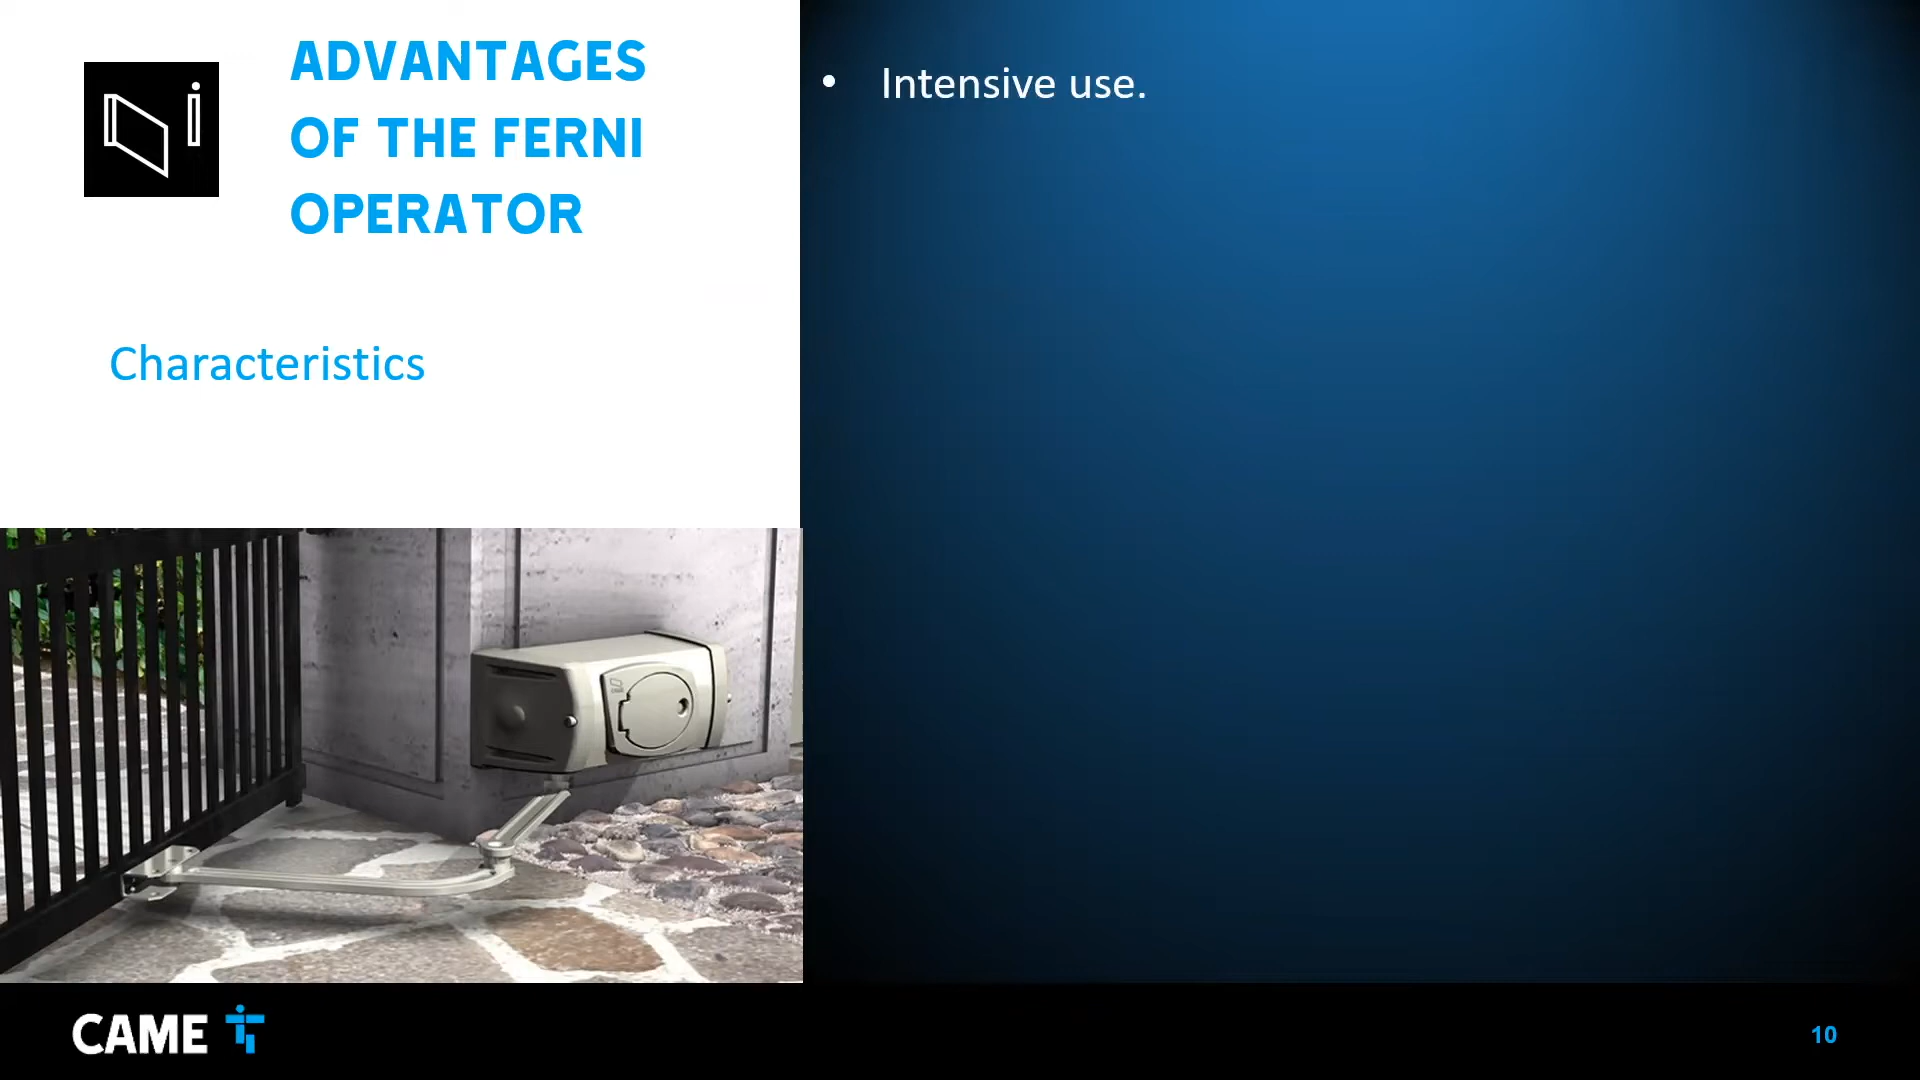 ADVANTAGES
OF THE FERNI
OPERATOR
Characteristics
• Intensive use.
CAME
10